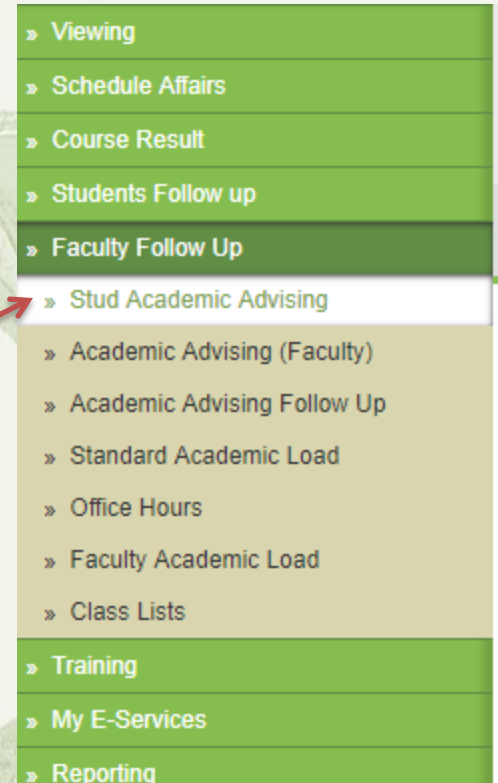 » Viewing
» Schedule Affairs
» Course Result
» Students Follow up
» Faculty Follow Up
» Stud Academic Advising
» Academic Advising (Faculty)
» Academic Advising Follow Up
» Standard Academic Load
» Office Hours
» Faculty Academic Load
» Class Lists
» Training
» My E-Services
» Reporting